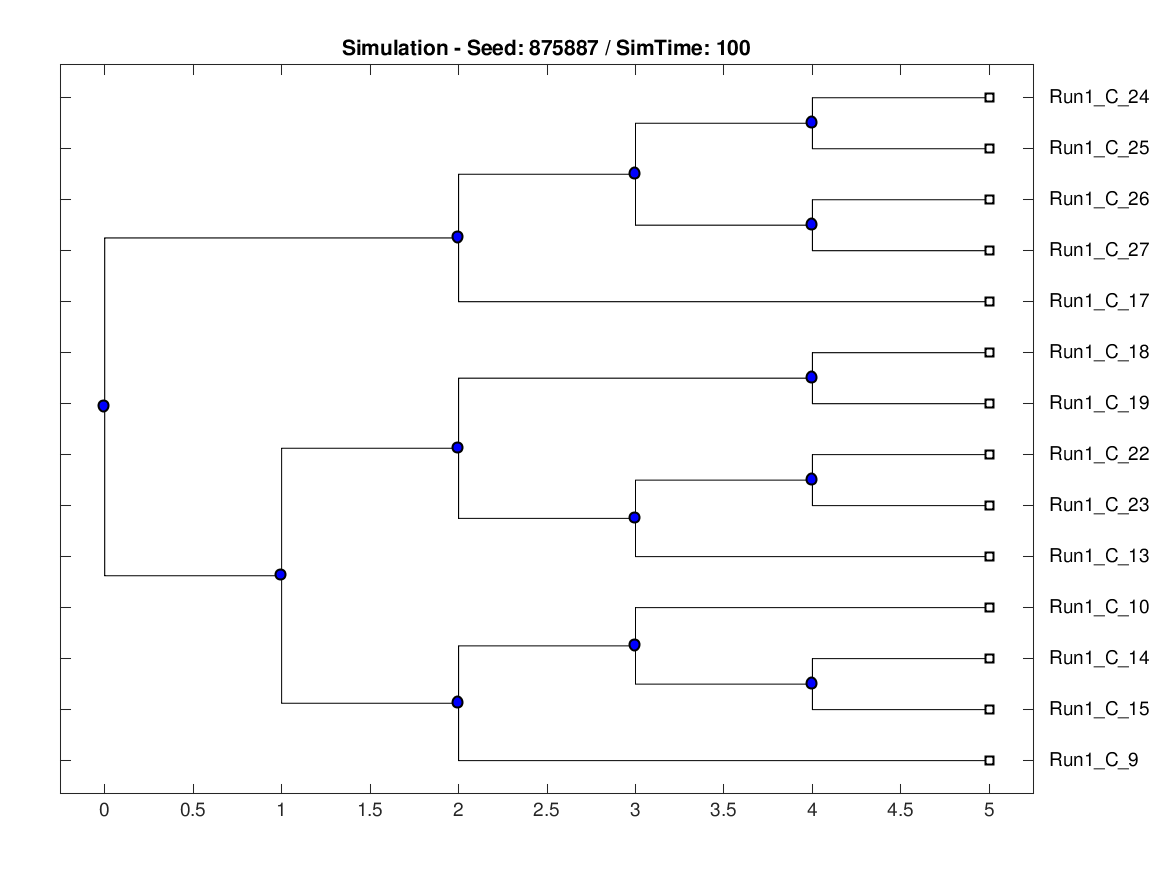 Simulation - Seed: 875887 / SimTime: 100
Run1_C_24
Run1_C_25
Run1_C_26
Run1_C_27
Run1_C_17
Run1_C_18
Run1_C_19
Run1_C_22
Run1_C_23
Run1_C_13
Run1_C_10
Run1_C_14
Run1_C_15
Run1_C_9
0 0.5 1 1.5 2 2.5 3 3.5 4 4.5 5